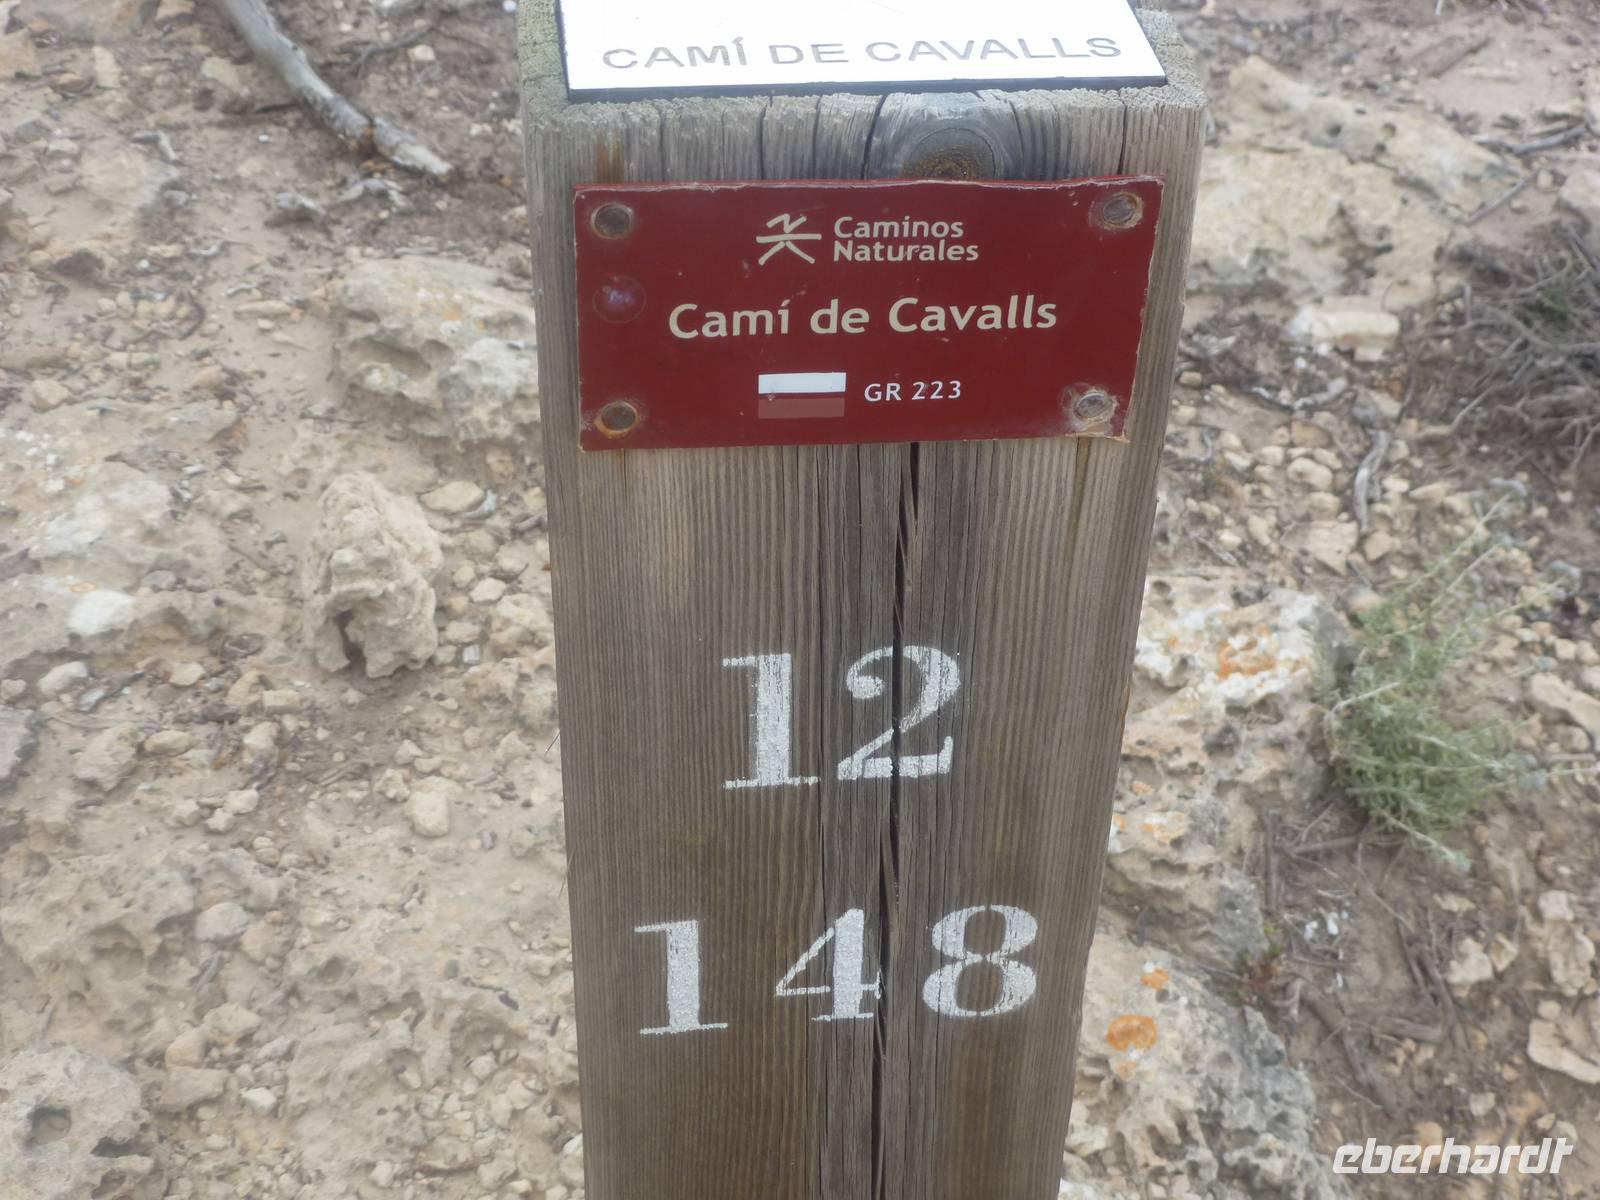 CAMÍ DE CAVALLS
Caminos
Naturales
Camí de Cavalls
GR 223
12
148
eberhardt